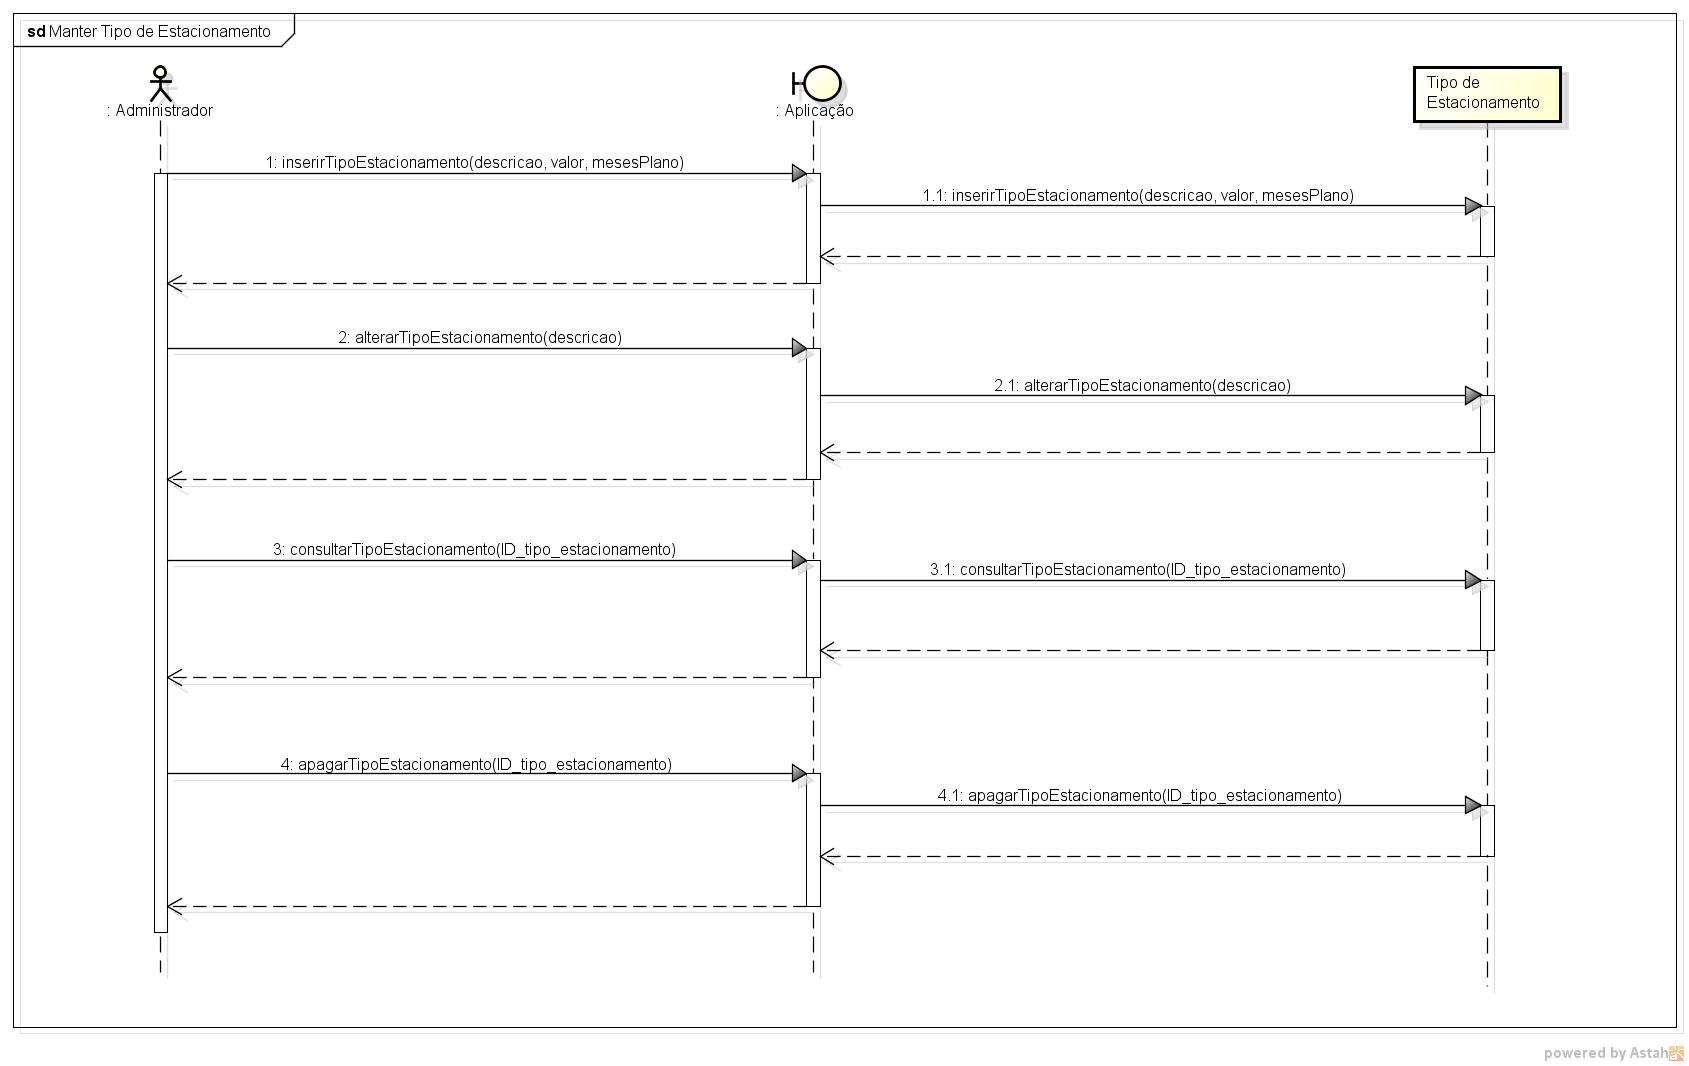 sd Manter Tipo de Estacionamento
: Administrador
: Aplicação
Tipo de
Estacionamento
1: inserirTipoEstacionamento(descricao, valor, mesesPlano)
1.1: inserirTipoEstacionamento(descricao, valor, mesesPlano)
2: alterarTipoEstacionamento(descricao)
2.1: alterarTipoEstacionamento(descricao)
3: consultarTipoEstacionamento(ID_tipo_estacionamento)
3.1: consultarTipoEstacionamento(ID_tipo_estacionamento)
4: apagarTipoEstacionamento(ID_tipo_estacionamento)
4.1: apagarTipoEstacionamento(ID_tipo_estacionamento)
powered by Astah